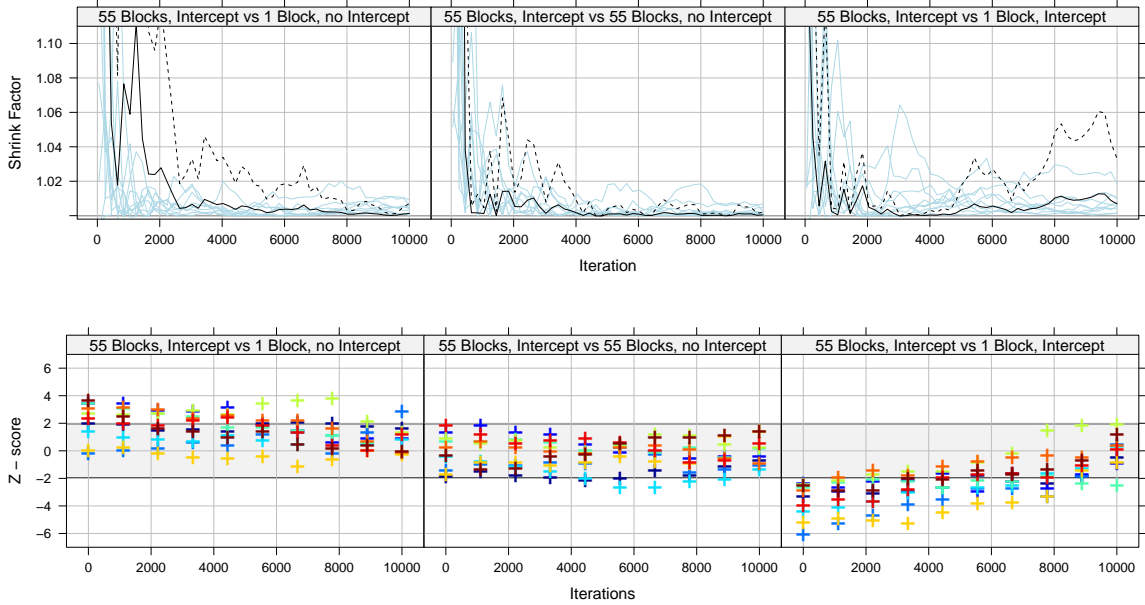 55 Blocks, Intercept vs 1 Block, no Intercept
55 Blocks, Intercept vs 55 Blocks, no Intercept
55 Blocks, Intercept vs 1 Block, Intercept
1.10
1.08
1.06
1.04
1.02
Shrink Factor
0 2000 4000 6000 8000 10000
0 2000 4000 6000 8000 10000
0 2000 4000 6000 8000 10000
Iteration
55 Blocks, Intercept vs 1 Block, no Intercept
55 Blocks, Intercept vs 55 Blocks, no Intercept
55 Blocks, Intercept vs 1 Block, Intercept
6
4
2
0
−2
−4
−6
Z − score
0 2000 4000 6000 8000 10000
0 2000 4000 6000 8000 10000
0 2000 4000 6000 8000 10000
Iterations